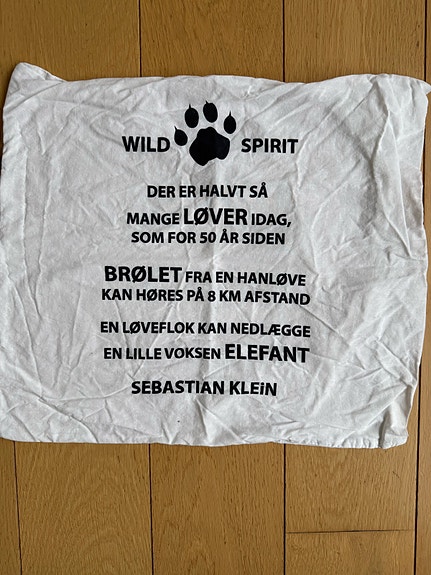 WILD SPIRIT
DER ER HALVT SÅ
MANGE LØVER IDAG,
SOM FOR 50 ÅR SIDEN
BRØLET FRA EN HANLØVE
KAN HØRES PÅ 8 KM AFSTAND
EN LØVEFLOK KAN NEDLÆGGE
EN LILLE VOKSEN ELEFANT
SEBASTIAN KLEiN